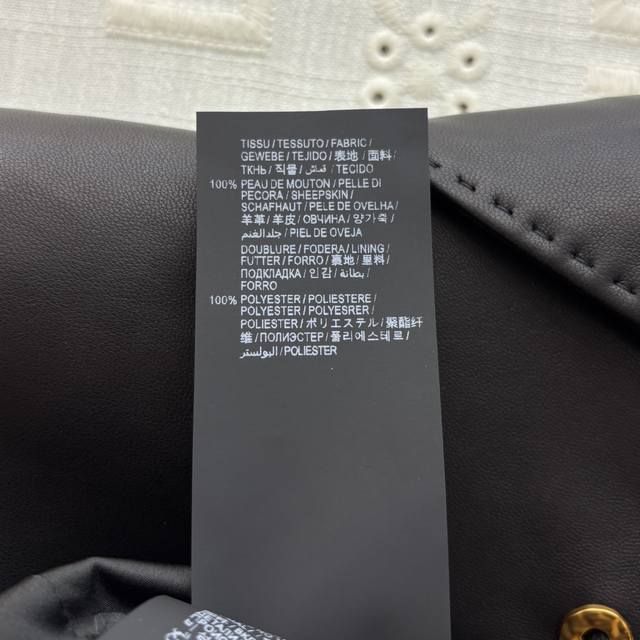 TISSU / TESSUTO / FABRIC /
GEWEBE / TEJIDO / 表地 / 面料 /
ТКНЬ / 직물 / قماش / TECIDO
100% PEAU DE MOUTON / PELLE DI
PECORA / SHEEPSKIN /
SCHAFHAUT / PELE DE OVELHA /
羊革 / 羊皮 / ОВЧИНА / 양가죽 /
جلد الغنم / PIEL DE OVEJA
DOUBLURE / FODERA / LINING /
FUTTER / FORRO / 裏地 / 里料 /
ПОДКЛАДКА / 안감 / بطانة /
FORRO
100% POLYESTER / POLIESTERE /
POLYESTER / POLYESRER /
POLIESTER / ポリエステル / 聚酯纤
维 / ПОЛИЭСТЕР / 폴리에스테르 /
البوليستر / POLIESTER